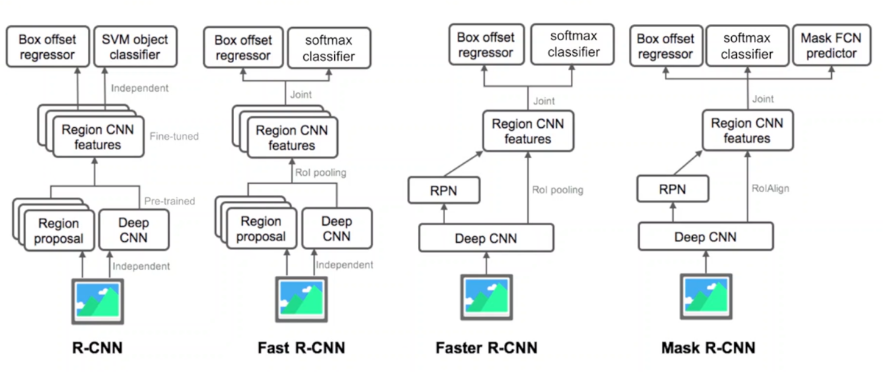 Box offset
regressor
SVM object
classifier
Independent
Region CNN
features
Fine-tuned
Pre-trained
Region
proposal
Deep
CNN
Independent
R-CNN
Box offset
regressor
softmax
classifier
Joint
Region CNN
features
RoI pooling
Region
proposal
Deep
CNN
Independent
Fast R-CNN
Box offset
regressor
softmax
classifier
Joint
Region CNN
features
RPN
RoI pooling
Deep CNN
Faster R-CNN
Box offset
regressor
softmax
classifier
Mask FCN
predictor
Joint
Region CNN
features
RPN
RoIAlign
Deep CNN
Mask R-CNN